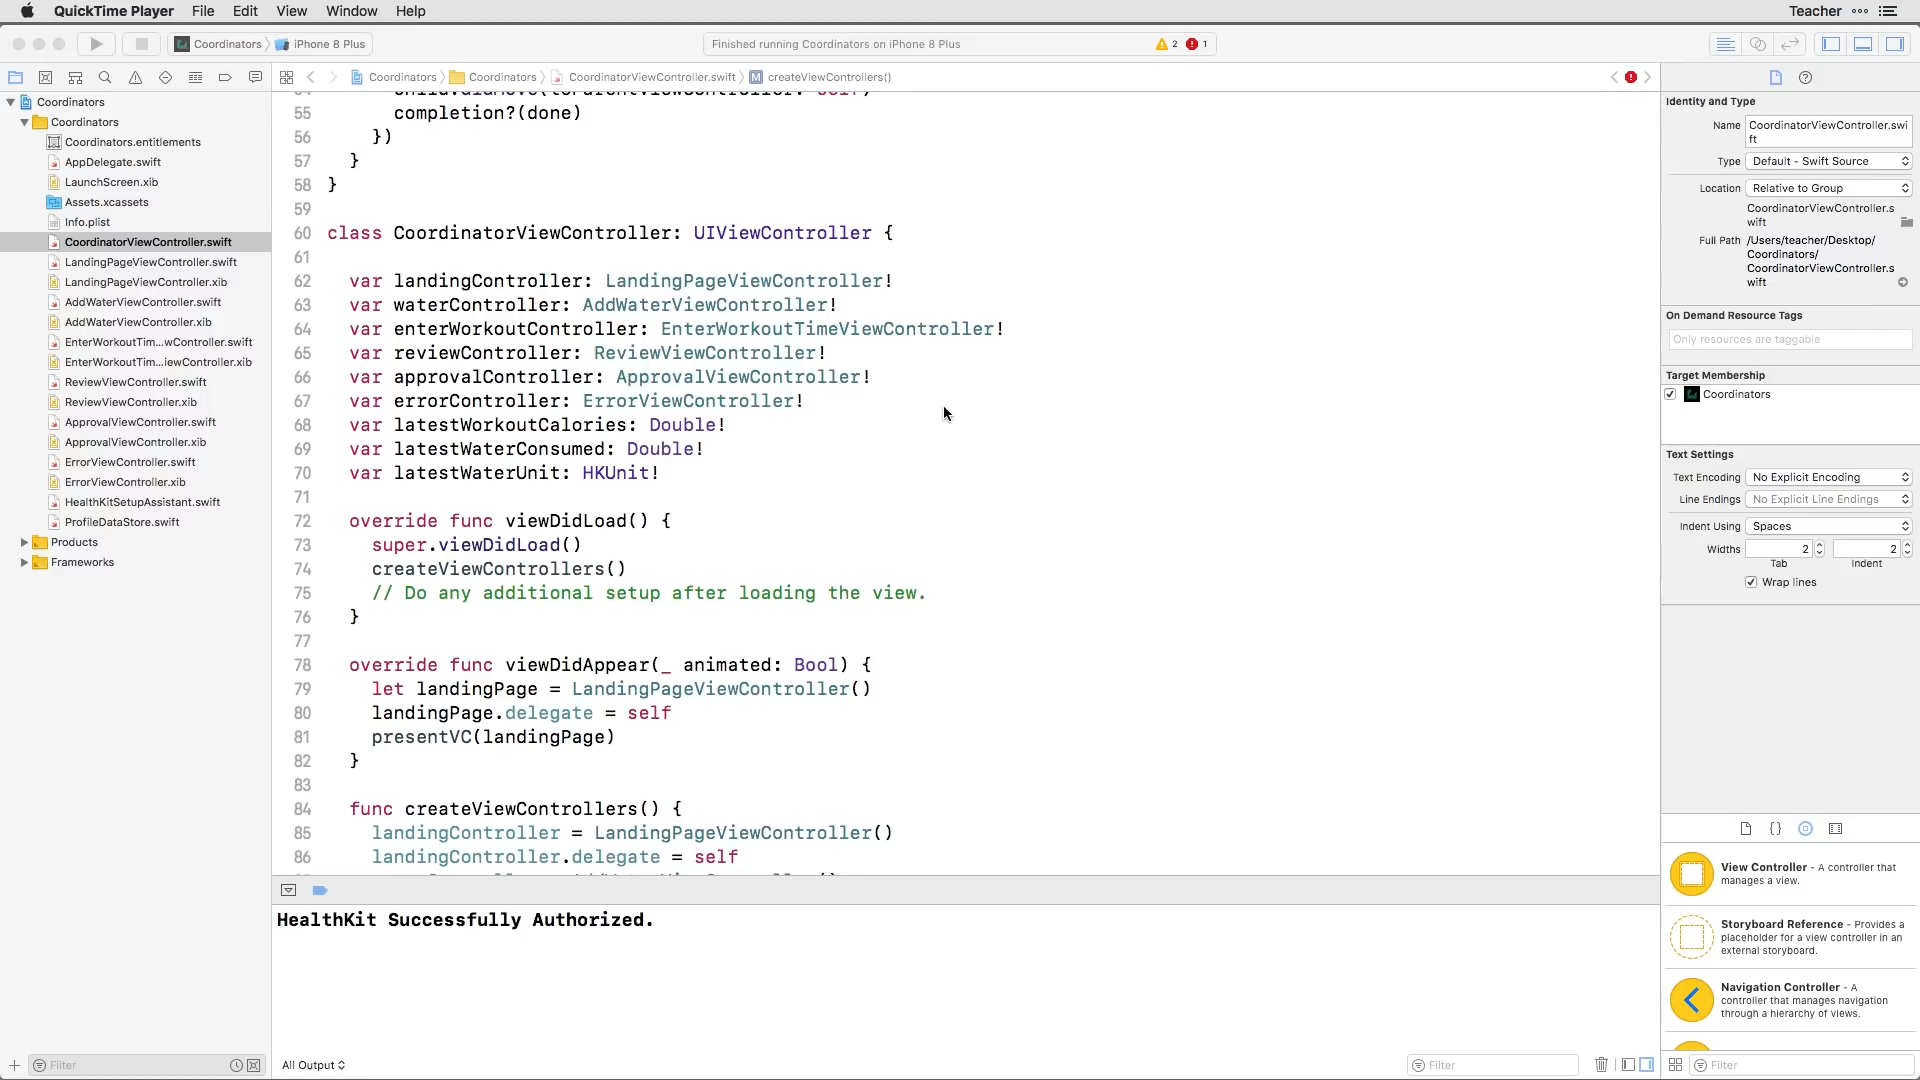 QuickTime Player File Edit View Window Help Teacher
Coordinators iPhone 8 Plus
Finished running Coordinators on iPhone 8 Plus 2 1
Coordinators Coordinators CoordinatorViewController.swift M createViewControllers()
Coordinators
Coordinators
Coordinators.entitlements
AppDelegate.swift
LaunchScreen.xib
Assets.xcassets
Info.plist
CoordinatorViewController.swift
LandingPageViewController.swift
LandingPageViewController.xib
AddWaterViewController.swift
AddWaterViewController.xib
EnterWorkoutTim...wController.swift
EnterWorkoutTim...iewController.xib
ReviewViewController.swift
ReviewViewController.xib
ApprovalViewController.swift
ApprovalViewController.xib
ErrorViewController.swift
ErrorViewController.xib
HealthKitSetupAssistant.swift
ProfileDataStore.swift
Products
Frameworks
Filter
55 completion?(done)
56 })
57 }
58 }
59
60 class CoordinatorViewController: UIViewController {
61
62 var landingController: LandingPageViewController!
63 var waterController: AddWaterViewController!
64 var enterWorkoutController: EnterWorkoutTimeViewController!
65 var reviewController: ReviewViewController!
66 var approvalController: ApprovalViewController!
67 var errorController: ErrorViewController!
68 var latestWorkoutCalories: Double!
69 var latestWaterConsumed: Double!
70 var latestWaterUnit: HKUnit!
71
72 override func viewDidLoad() {
73 super.viewDidLoad()
74 createViewControllers()
75 // Do any additional setup after loading the view.
76 }
77
78 override func viewDidAppear(_ animated: Bool) {
79 let landingPage = LandingPageViewController()
80 landingPage.delegate = self
81 presentVC(landingPage)
82 }
83
84 func createViewControllers() {
85 landingController = LandingPageViewController()
86 landingController.delegate = self
HealthKit Successfully Authorized.
All Output
Filter
Identity and Type
Name CoordinatorViewController.swi
ft
Type Default - Swift Source
Location Relative to Group
CoordinatorViewController.s
wift
Full Path /Users/teacher/Desktop/
Coordinators/
CoordinatorViewController.s
wift
On Demand Resource Tags
Only resources are taggable
Target Membership
Coordinators
Text Settings
Text Encoding No Explicit Encoding
Line Endings No Explicit Line Endings
Indent Using Spaces
Widths 2 2
Tab Indent
Wrap lines
View Controller - A controller that
manages a view.
Storyboard Reference - Provides a
placeholder for a view controller in an
external storyboard.
Navigation Controller - A
controller that manages navigation
through a hierarchy of views.
Filter